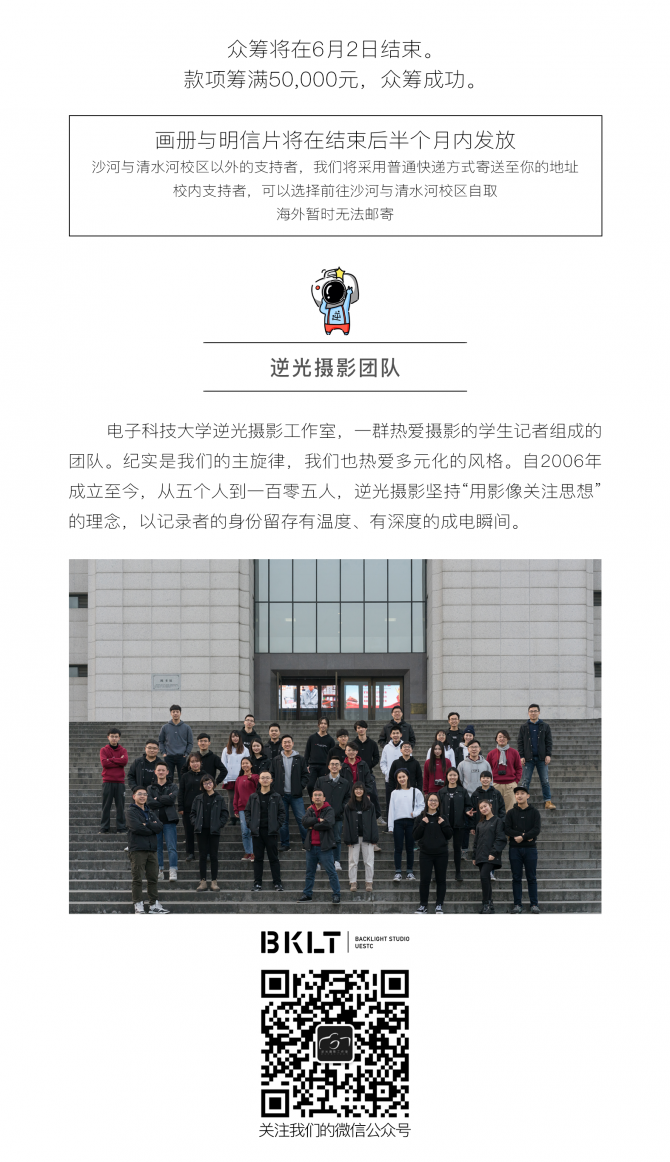 众筹将在6月2日结束。
款项筹满50,000元，众筹成功。
画册与明信片将在结束后半个月内发放
沙河与清水河校区以外的支持者，我们将采用普通快递方式寄送至你的地址
校内支持者，可以选择前往沙河与清水河校区自取
海外暂时无法邮寄
逆
逆光摄影团队
电子科技大学逆光摄影工作室，一群热爱摄影的学生记者组成的
团队。纪实是我们的主旋律，我们也热爱多元化的风格。自2006年
成立至今，从五个人到一百零五人，逆光摄影坚持“用影像关注思想”
的理念，以记录者的身份留存有温度、有深度的成电瞬间。
BKLT
BACKLIGHT STUDIO
UESTC
关注我们的微信公众号